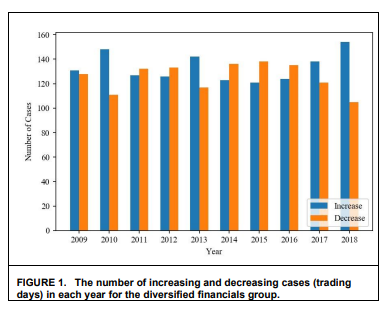 160
140
120
100
80
60
40
20
0
Number of Cases
2009 2010 2011 2012 2013 2014 2015 2016 2017 2018
Year
Increase
Decrease
FIGURE 1. The number of increasing and decreasing cases (trading
days) in each year for the diversified financials group.